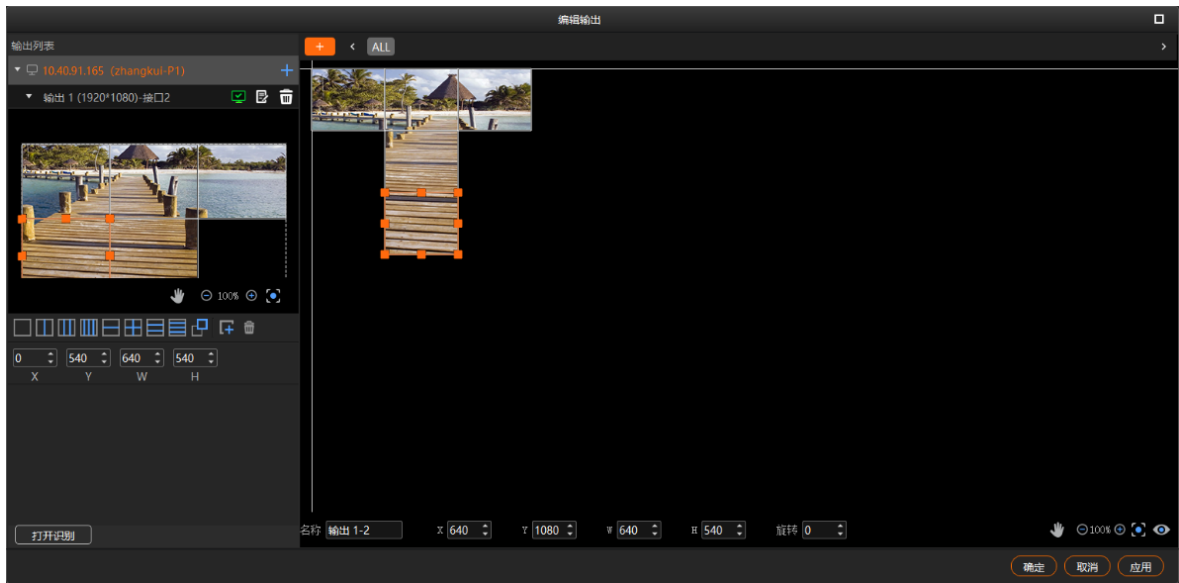 编辑输出
输出列表
+ < ALL >
10.40.91.165 (zhangkui-P1) +
输出 1 (1920*1080)-接口2
100%
0 540 640 540
X Y W H
打开识别
名称 输出 1-2 X 640 Y 1080 W 640 H 540 旋转 0 100%
确定 取消 应用